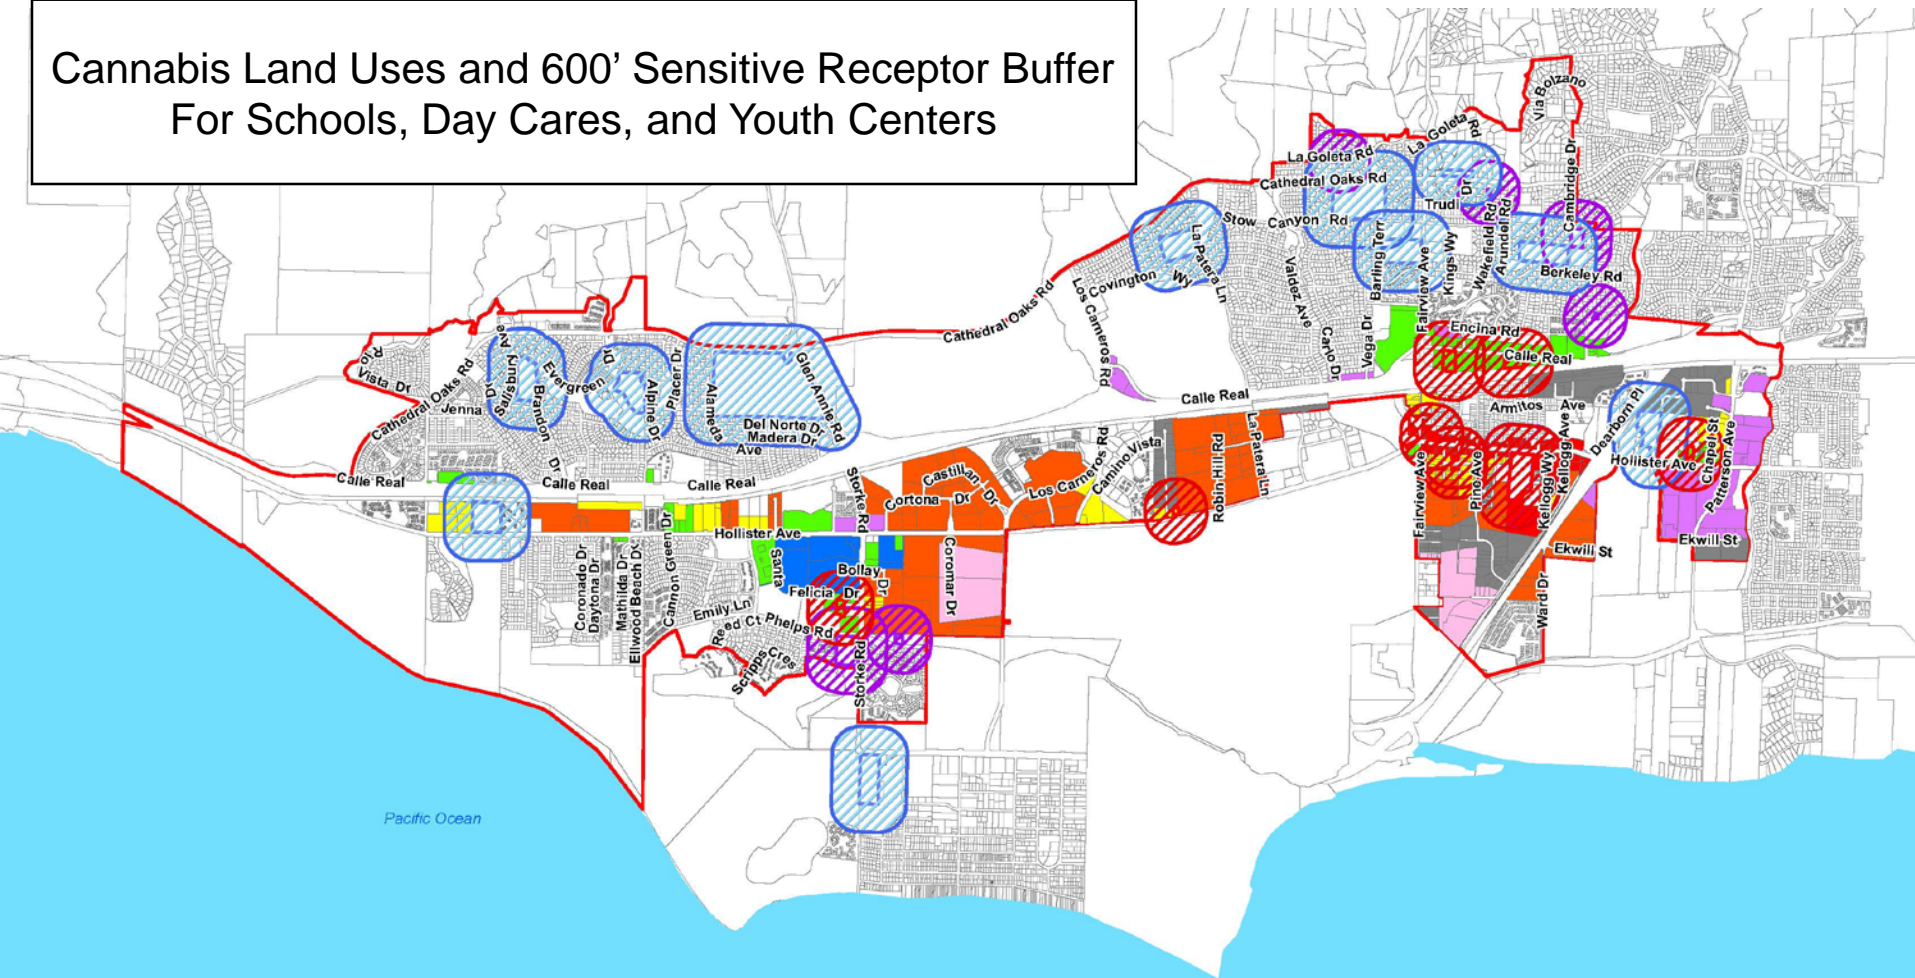 Cannabis Land Uses and 600’ Sensitive Receptor Buffer
For Schools, Day Cares, and Youth Centers
Via Bolzano
La Goleta Rd
La Goleta Rd
Cathedral Oaks Rd
Cambridge Dr
Trudi Dr
Stow Canyon Rd
La Patera Ln
Covington Wy
Los Carneros Rd
Valdez Ave
Barling Terr
Fairview Ave
Kings Wy
Wakefield Rd
Arundel Rd
Berkeley Rd
Cathedral Oaks Rd
Carlo Dr
Vega Dr
Encina Rd
Calle Real
Rio Vista Dr
Cathedral Oaks Rd
Jenna Dr
Salisbury Ave
Brandon Dr
Evergreen Dr
Alpine Dr
Placer Dr
Alameda Ave
Glen Annie Rd
Del Norte Dr
Madera Dr
Calle Real
Armitos Ave
Dearborn Pl
Calle Real
Calle Real
Calle Real
Storke Rd
Castilian Dr
Cortona Dr
Los Carneros Rd
Camino Vista
Robin Hill Rd
La Patera Ln
Fairview Ave
Pine Ave
Kellogg Wy
Kellogg Ave
Hollister Ave
Chapel St
Patterson Ave
Hollister Ave
Coronado Dr
Daytona Dr
Mathilda Dr
Ellwood Beach Dr
Cannon Green Dr
Santa Felicia Dr
Bollay Dr
Coromar Dr
Kellogg Ave
Ekwill St
Ekwill St
Ward Dr
Emily Ln
Reed Ct
Phelps Rd
Scripps Cres
Storke Rd
Pacific Ocean